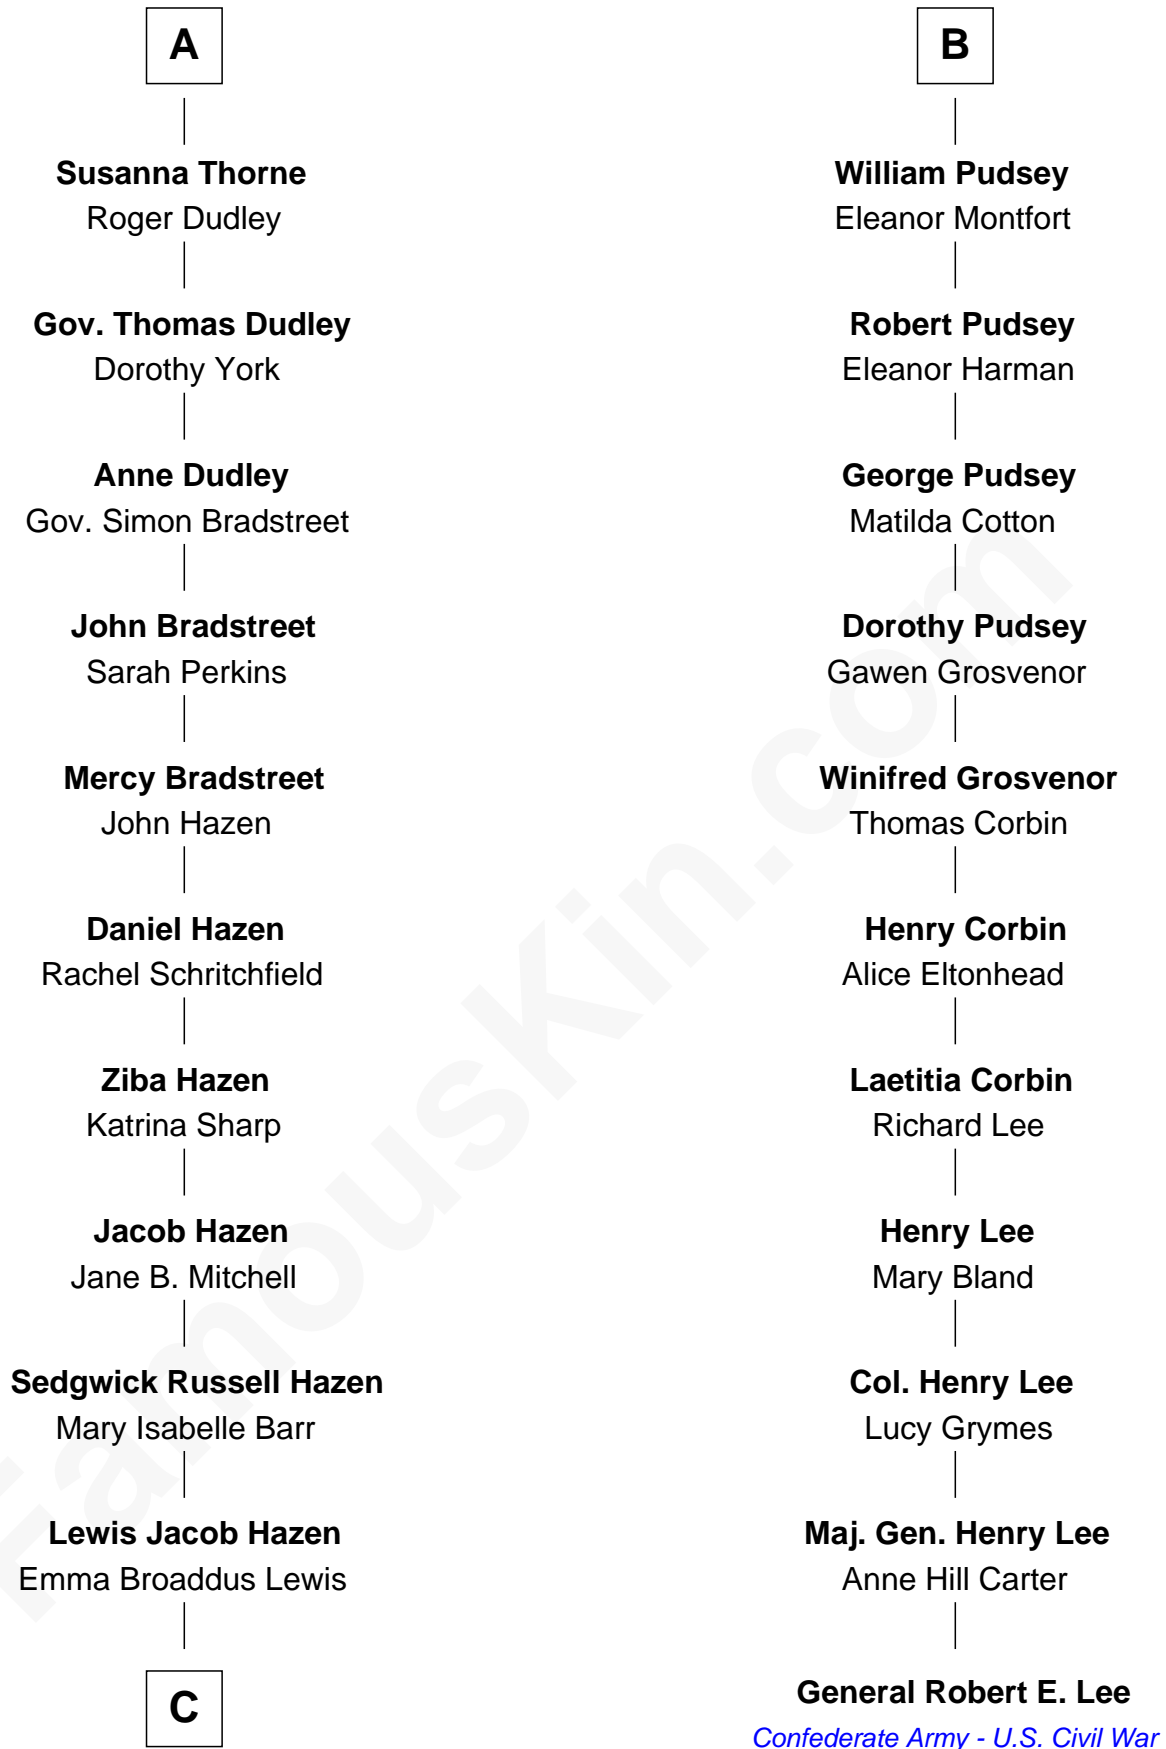 A
Susanna Thorne
Roger Dudley
Gov. Thomas Dudley
Dorothy York
Anne Dudley
Gov. Simon Bradstreet
John Bradstreet
Sarah Perkins
Mercy Bradstreet
John Hazen
Daniel Hazen
Rachel Schritchfield
Ziba Hazen
Katrina Sharp
Jacob Hazen
Jane B. Mitchell
Sedgwick Russell Hazen
Mary Isabelle Barr
Lewis Jacob Hazen
Emma Broaddus Lewis
C
B
William Pudsey
Eleanor Montfort
Robert Pudsey
Eleanor Harman
George Pudsey
Matilda Cotton
Dorothy Pudsey
Gawen Grosvenor
Winifred Grosvenor
Thomas Corbin
Henry Corbin
Alice Eltonhead
Laetitia Corbin
Richard Lee
Henry Lee
Mary Bland
Col. Henry Lee
Lucy Grymes
Maj. Gen. Henry Lee
Anne Hill Carter
General Robert E. Lee
Confederate Army - U.S. Civil War
FamousKin.com